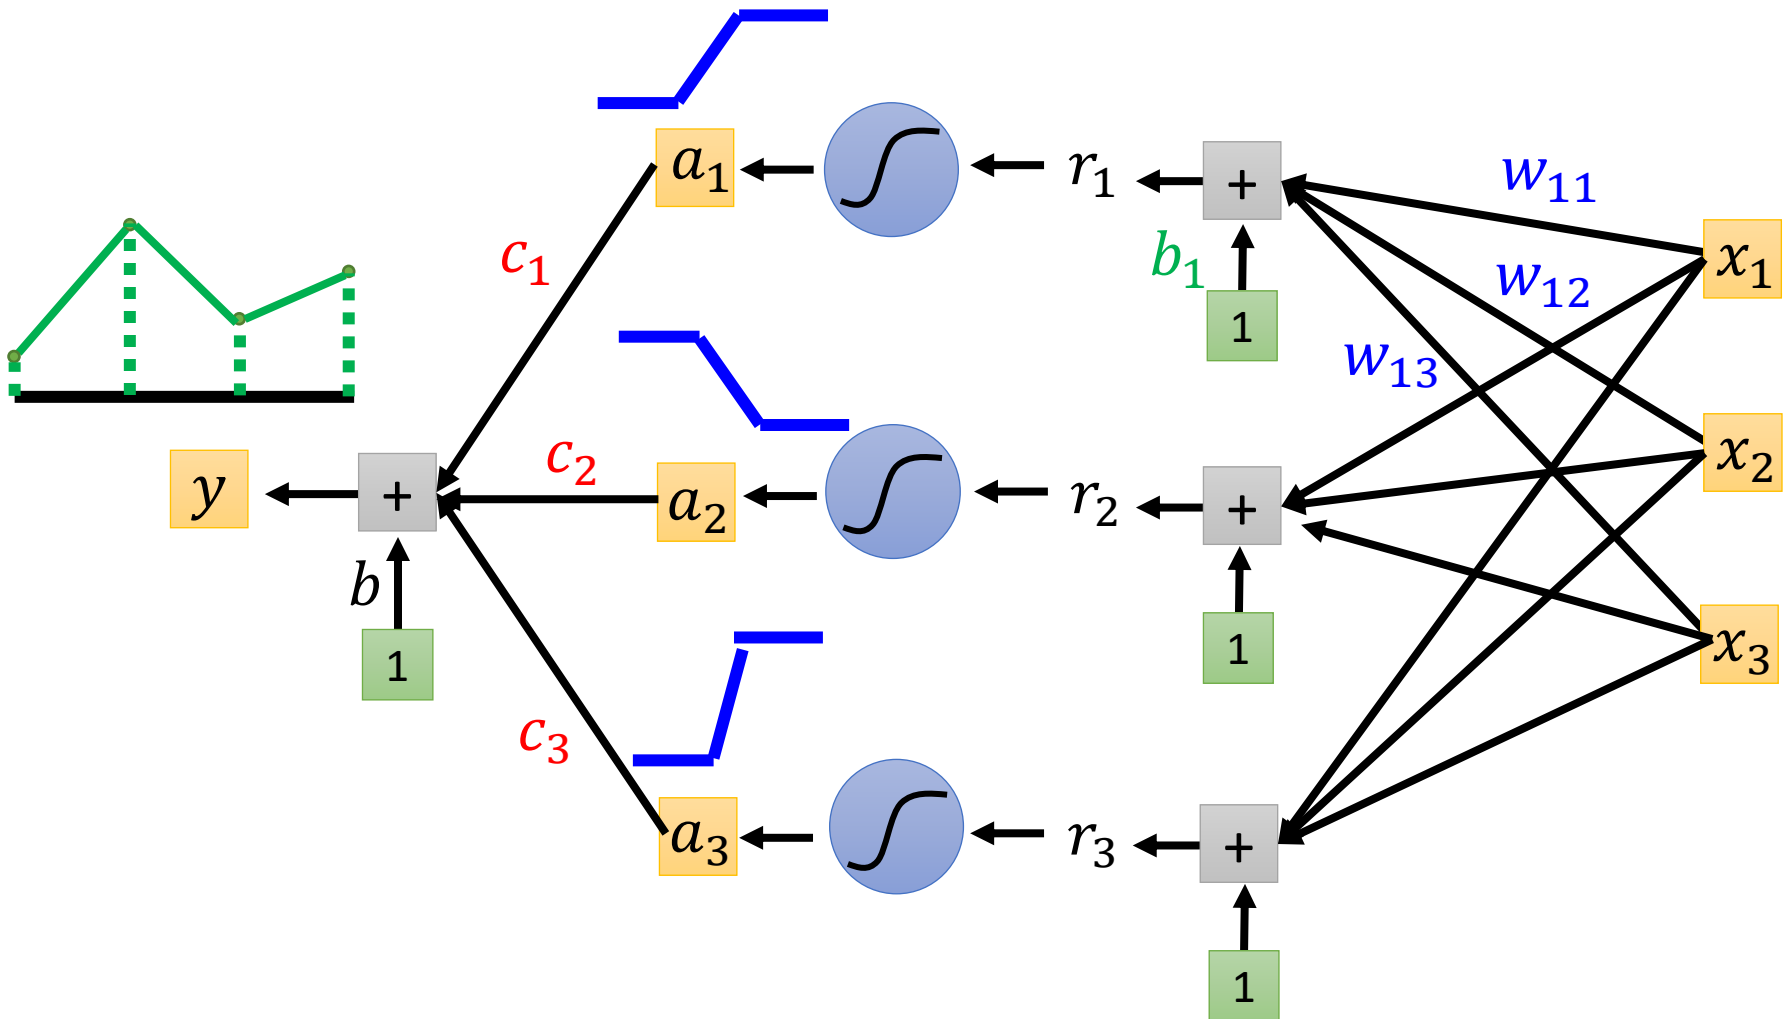 a₁
r₁
+
w₁₁
c₁
b₁
x₁
w₁₂
1
w₁₃
c₂
x₂
y
+
a₂
r₂
+
b
1
1
x₃
c₃
a₃
r₃
+
1